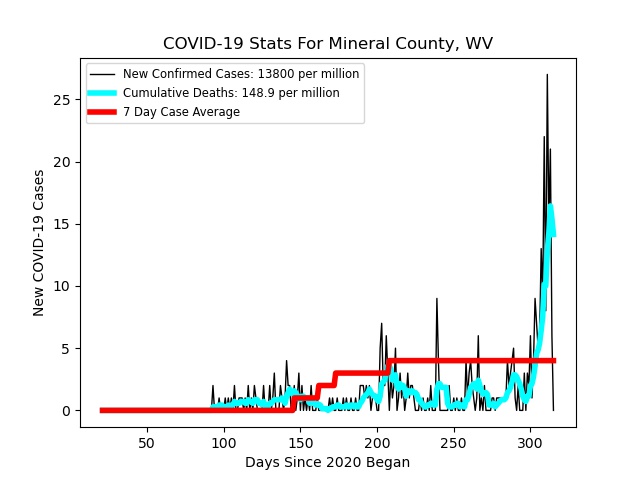 COVID-19 Stats For Mineral County, WV
New Confirmed Cases: 13800 per million
Cumulative Deaths: 148.9 per million
7 Day Case Average
New COVID-19 Cases
25
20
15
10
5
0
50 100 150 200 250 300
Days Since 2020 Began